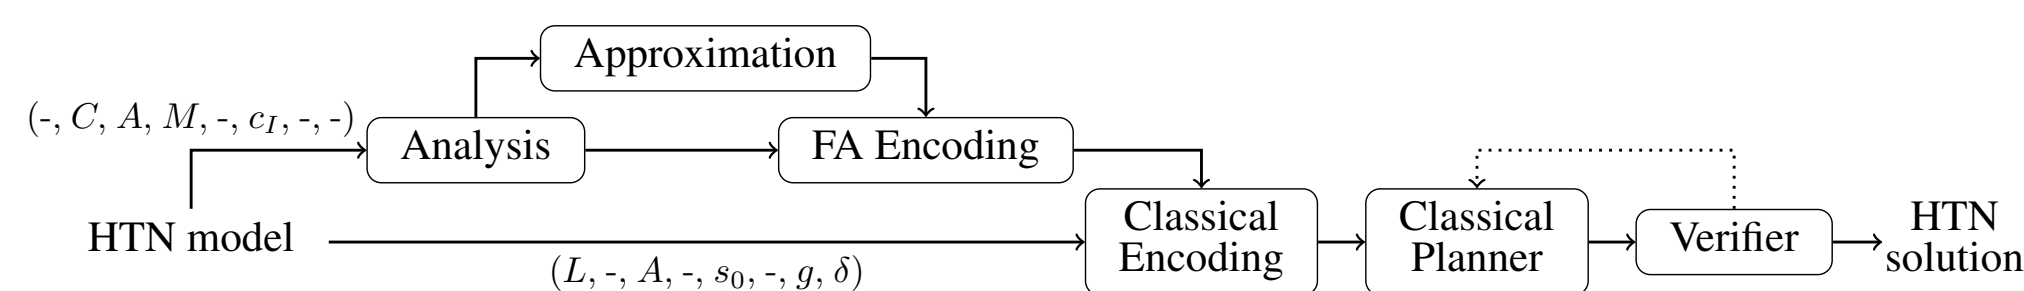 Approximation
(-, C, A, M, -, c_I, -, -)
Analysis
FA Encoding
HTN model
Classical
Encoding
Classical
Planner
Verifier
HTN
solution
(L, -, A, -, s_0, -, g, δ)